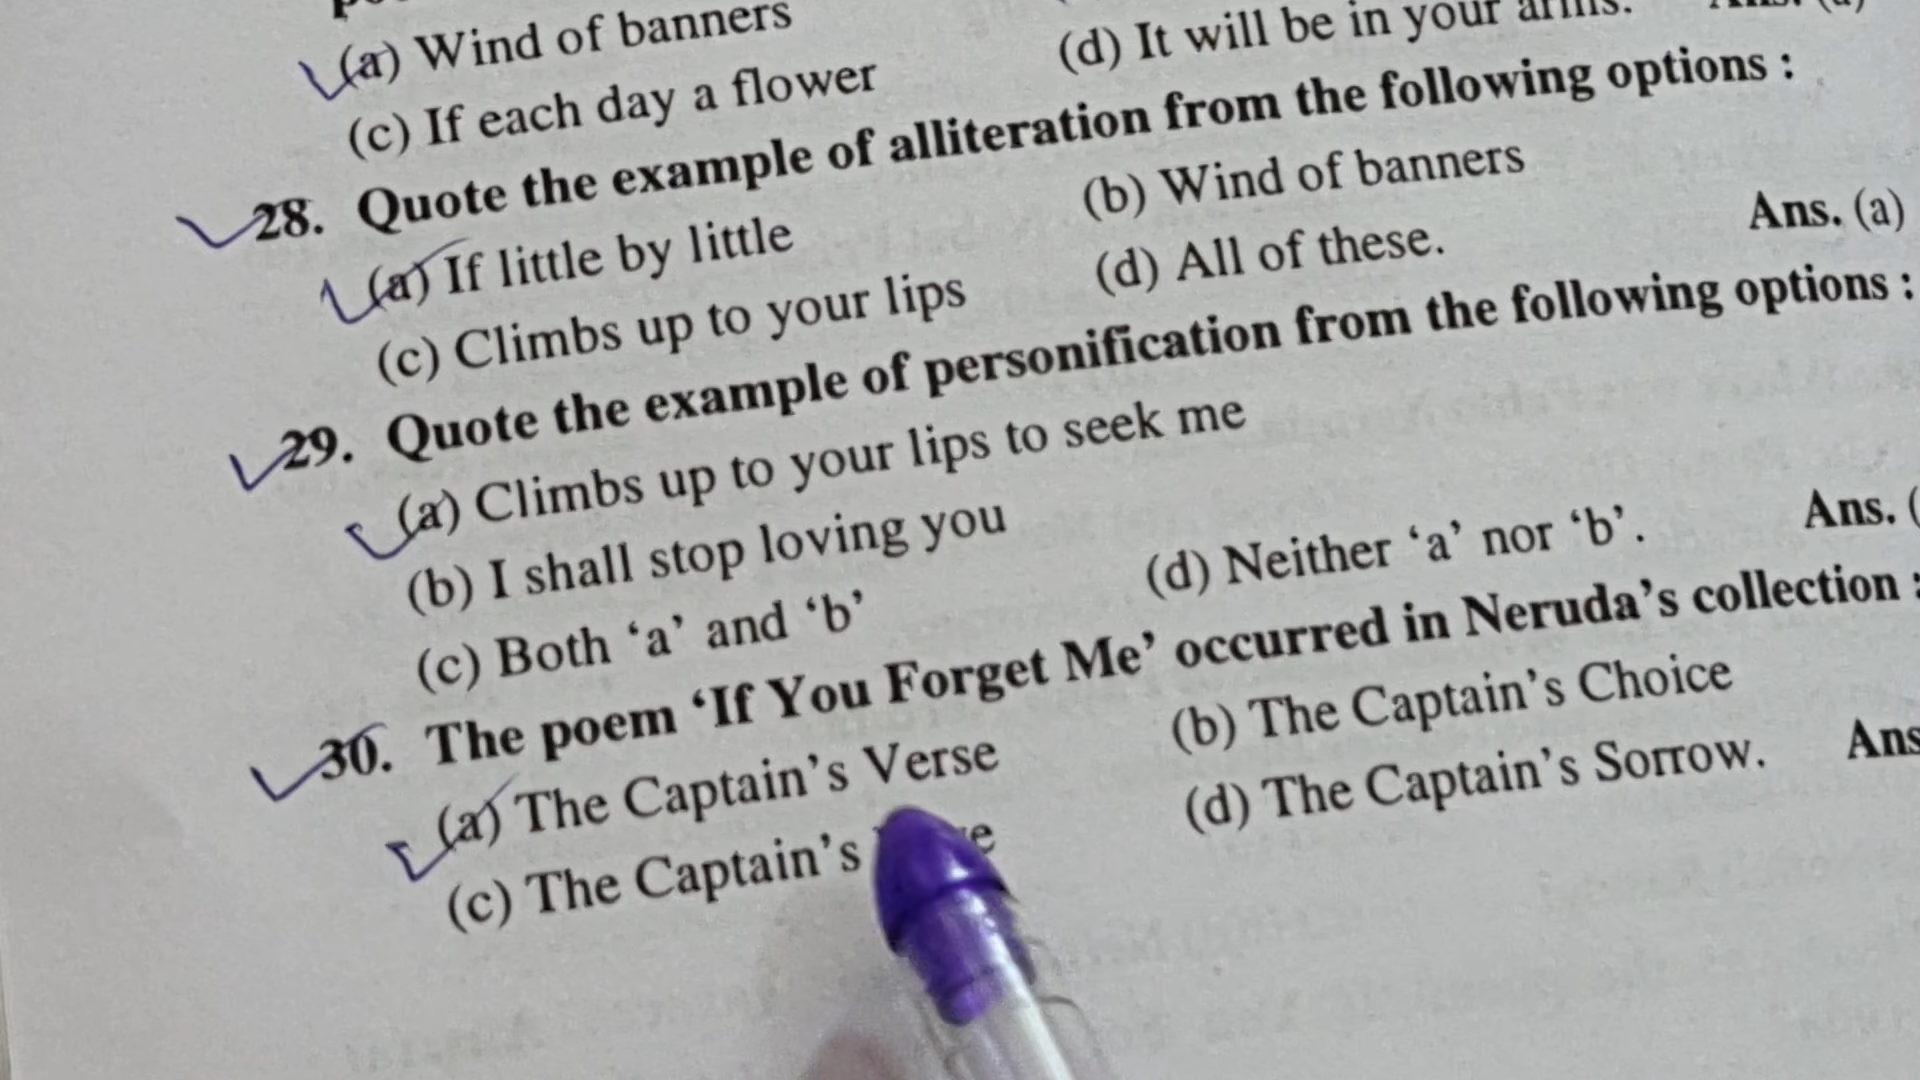 (a) Wind of banners
(d) It will be in your arms.
(c) If each day a flower
28. Quote the example of alliteration from the following options :
(a) If little by little
(b) Wind of banners
(c) Climbs up to your lips
(d) All of these.
Ans. (a)
29. Quote the example of personification from the following options :
(a) Climbs up to your lips to seek me
(b) I shall stop loving you
(c) Both ‘a’ and ‘b’
(d) Neither ‘a’ nor ‘b’.
Ans. (
30. The poem ‘If You Forget Me’ occurred in Neruda’s collection :
(a) The Captain’s Verse
(b) The Captain’s Choice
(c) The Captain’s
(d) The Captain’s Sorrow.
Ans